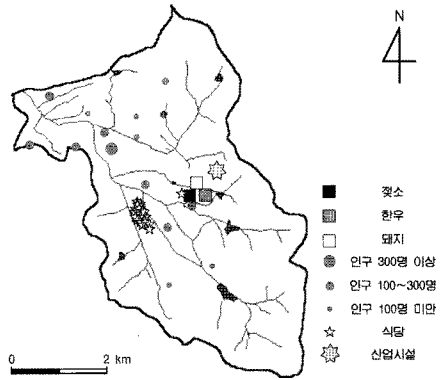 N
젖소
한우
돼지
인구 300명 이상
인구 100~300명
인구 100명 미만
식당
산업시설
0 2 km